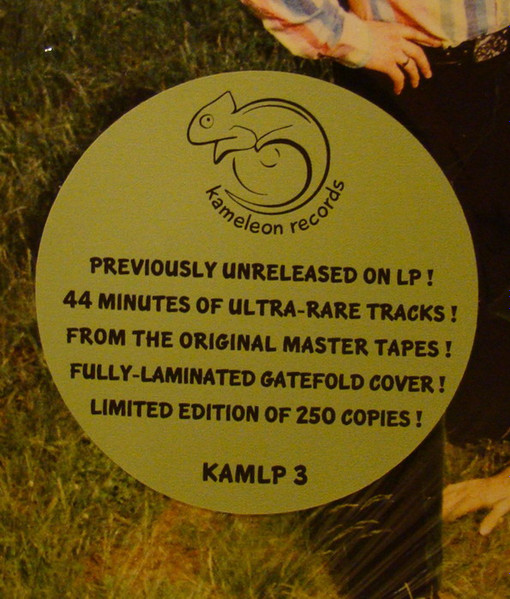 kameleon records
PREVIOUSLY UNRELEASED ON LP !
44 MINUTES OF ULTRA-RARE TRACKS !
FROM THE ORIGINAL MASTER TAPES !
FULLY-LAMINATED GATEFOLD COVER !
LIMITED EDITION OF 250 COPIES !
KAMLP 3